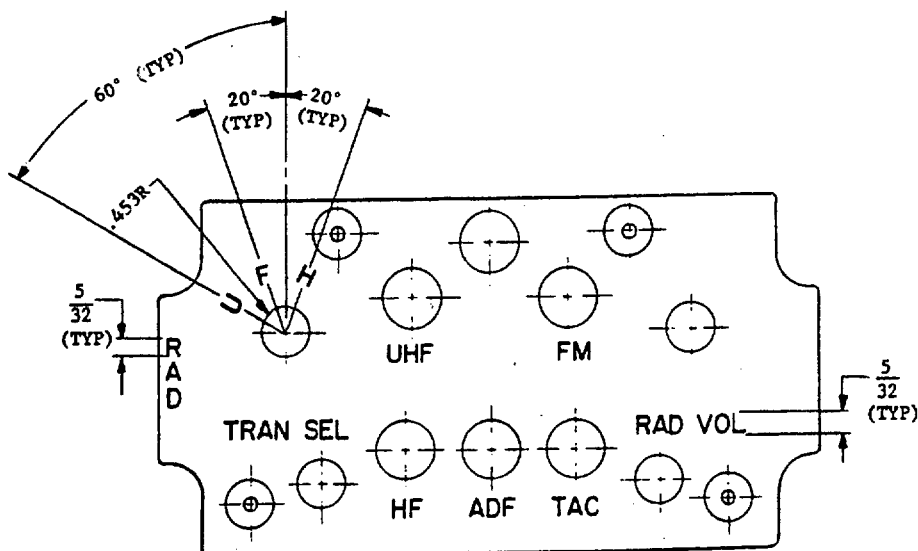 60° (TYP)
20° 20°
(TYP) (TYP)
.453R
U F H
5
32
(TYP)
R
A
D
UHF FM
5
32
(TYP)
TRAN SEL RAD VOL
HF ADF TAC